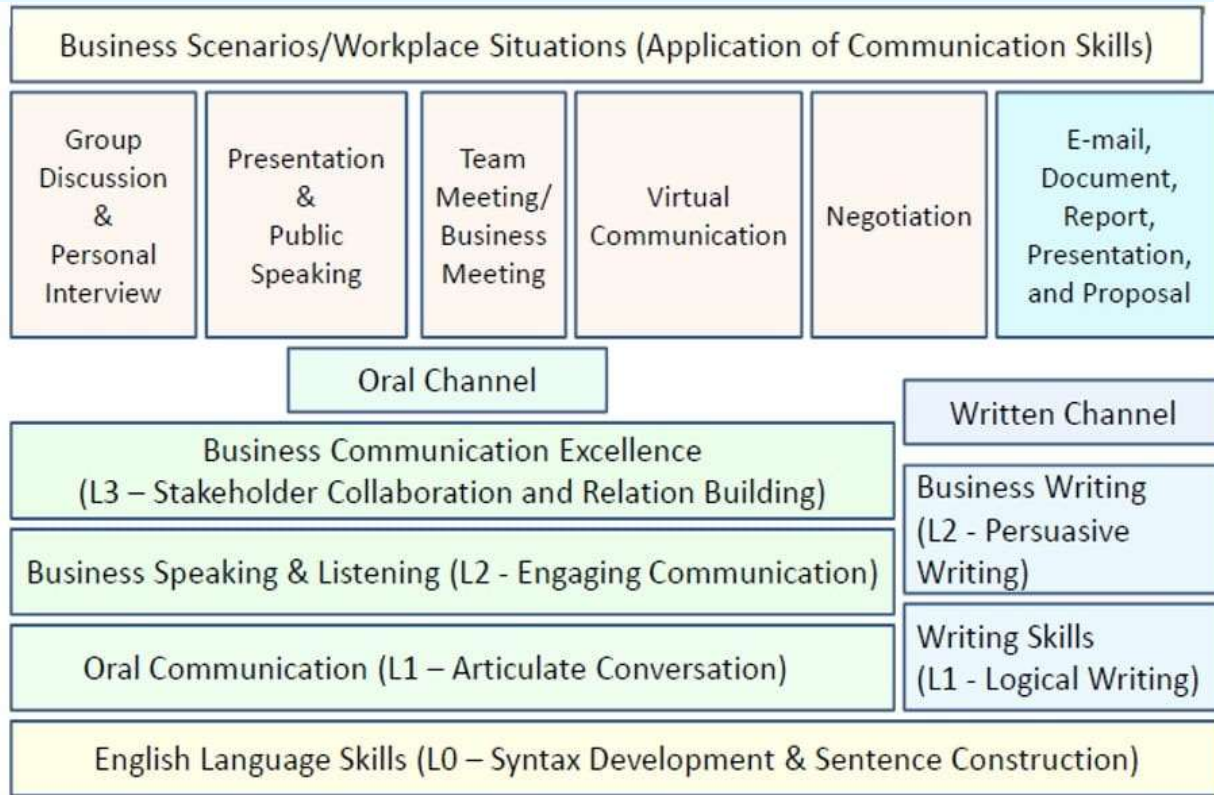 Business Scenarios/Workplace Situations (Application of Communication Skills)
Group
Discussion
&
Personal
Interview
Presentation
&
Public
Speaking
Team
Meeting/
Business
Meeting
Virtual
Communication
Negotiation
E-mail,
Document,
Report,
Presentation,
and Proposal
Oral Channel
Business Communication Excellence
(L3 – Stakeholder Collaboration and Relation Building)
Business Speaking & Listening (L2 - Engaging Communication)
Oral Communication (L1 – Articulate Conversation)
Written Channel
Business Writing
(L2 - Persuasive
Writing)
Writing Skills
(L1 - Logical Writing)
English Language Skills (L0 – Syntax Development & Sentence Construction)